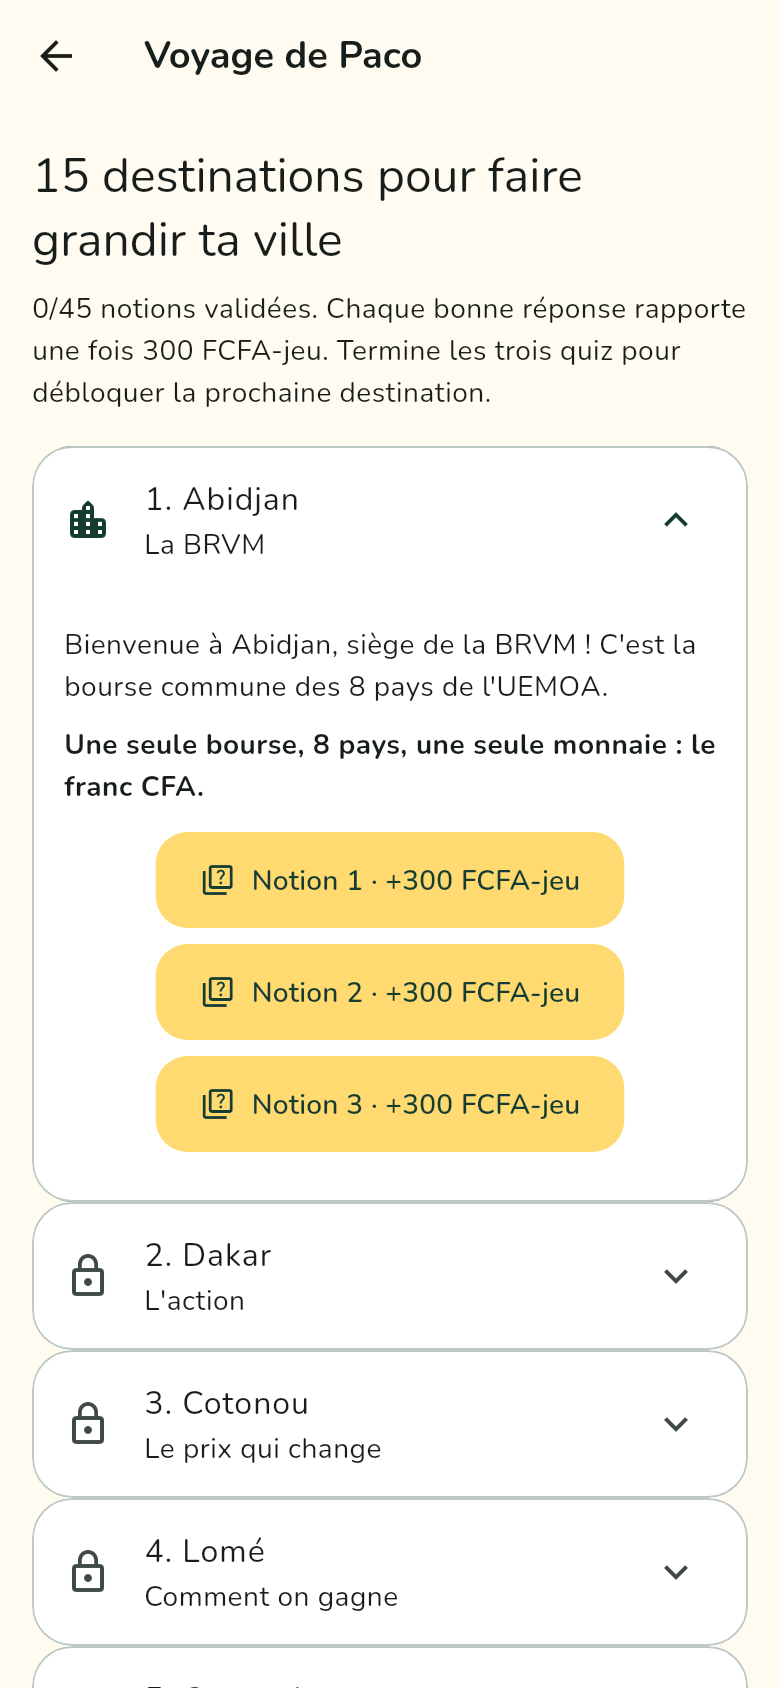 Voyage de Paco
15 destinations pour faire
grandir ta ville
0/45 notions validées. Chaque bonne réponse rapporte
une fois 300 FCFA-jeu. Termine les trois quiz pour
débloquer la prochaine destination.
1. Abidjan
La BRVM
Bienvenue à Abidjan, siège de la BRVM ! C'est la
bourse commune des 8 pays de l'UEMOA.
Une seule bourse, 8 pays, une seule monnaie : le
franc CFA.
Notion 1 · +300 FCFA-jeu
Notion 2 · +300 FCFA-jeu
Notion 3 · +300 FCFA-jeu
2. Dakar
L'action
3. Cotonou
Le prix qui change
4. Lomé
Comment on gagne